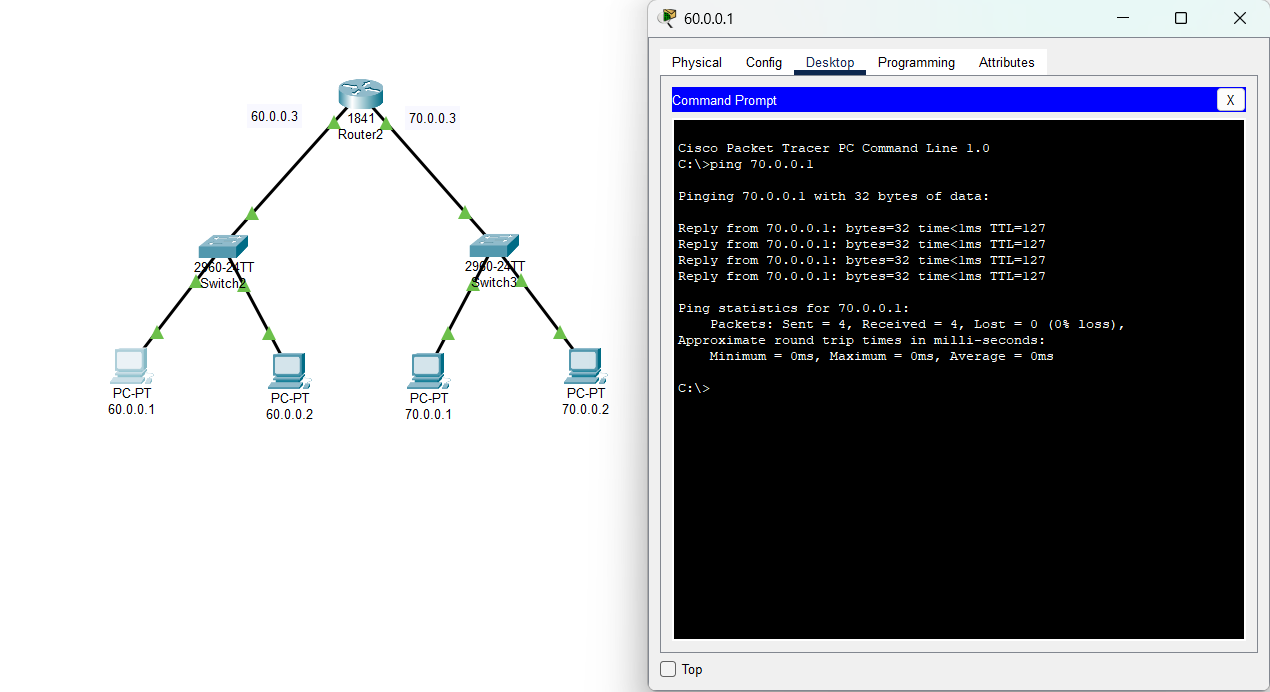 60.0.0.3
70.0.0.3
1841
Router2
2960-24TT
Switch2
2960-24TT
Switch3
PC-PT
60.0.0.1
PC-PT
60.0.0.2
PC-PT
70.0.0.1
PC-PT
70.0.0.2
60.0.0.1
Physical Config Desktop Programming Attributes
Command Prompt
X
Cisco Packet Tracer PC Command Line 1.0
C:\>ping 70.0.0.1
Pinging 70.0.0.1 with 32 bytes of data:
Reply from 70.0.0.1: bytes=32 time<1ms TTL=127
Reply from 70.0.0.1: bytes=32 time<1ms TTL=127
Reply from 70.0.0.1: bytes=32 time<1ms TTL=127
Reply from 70.0.0.1: bytes=32 time<1ms TTL=127
Ping statistics for 70.0.0.1:
Packets: Sent = 4, Received = 4, Lost = 0 (0% loss),
Approximate round trip times in milli-seconds:
Minimum = 0ms, Maximum = 0ms, Average = 0ms
C:\>
Top